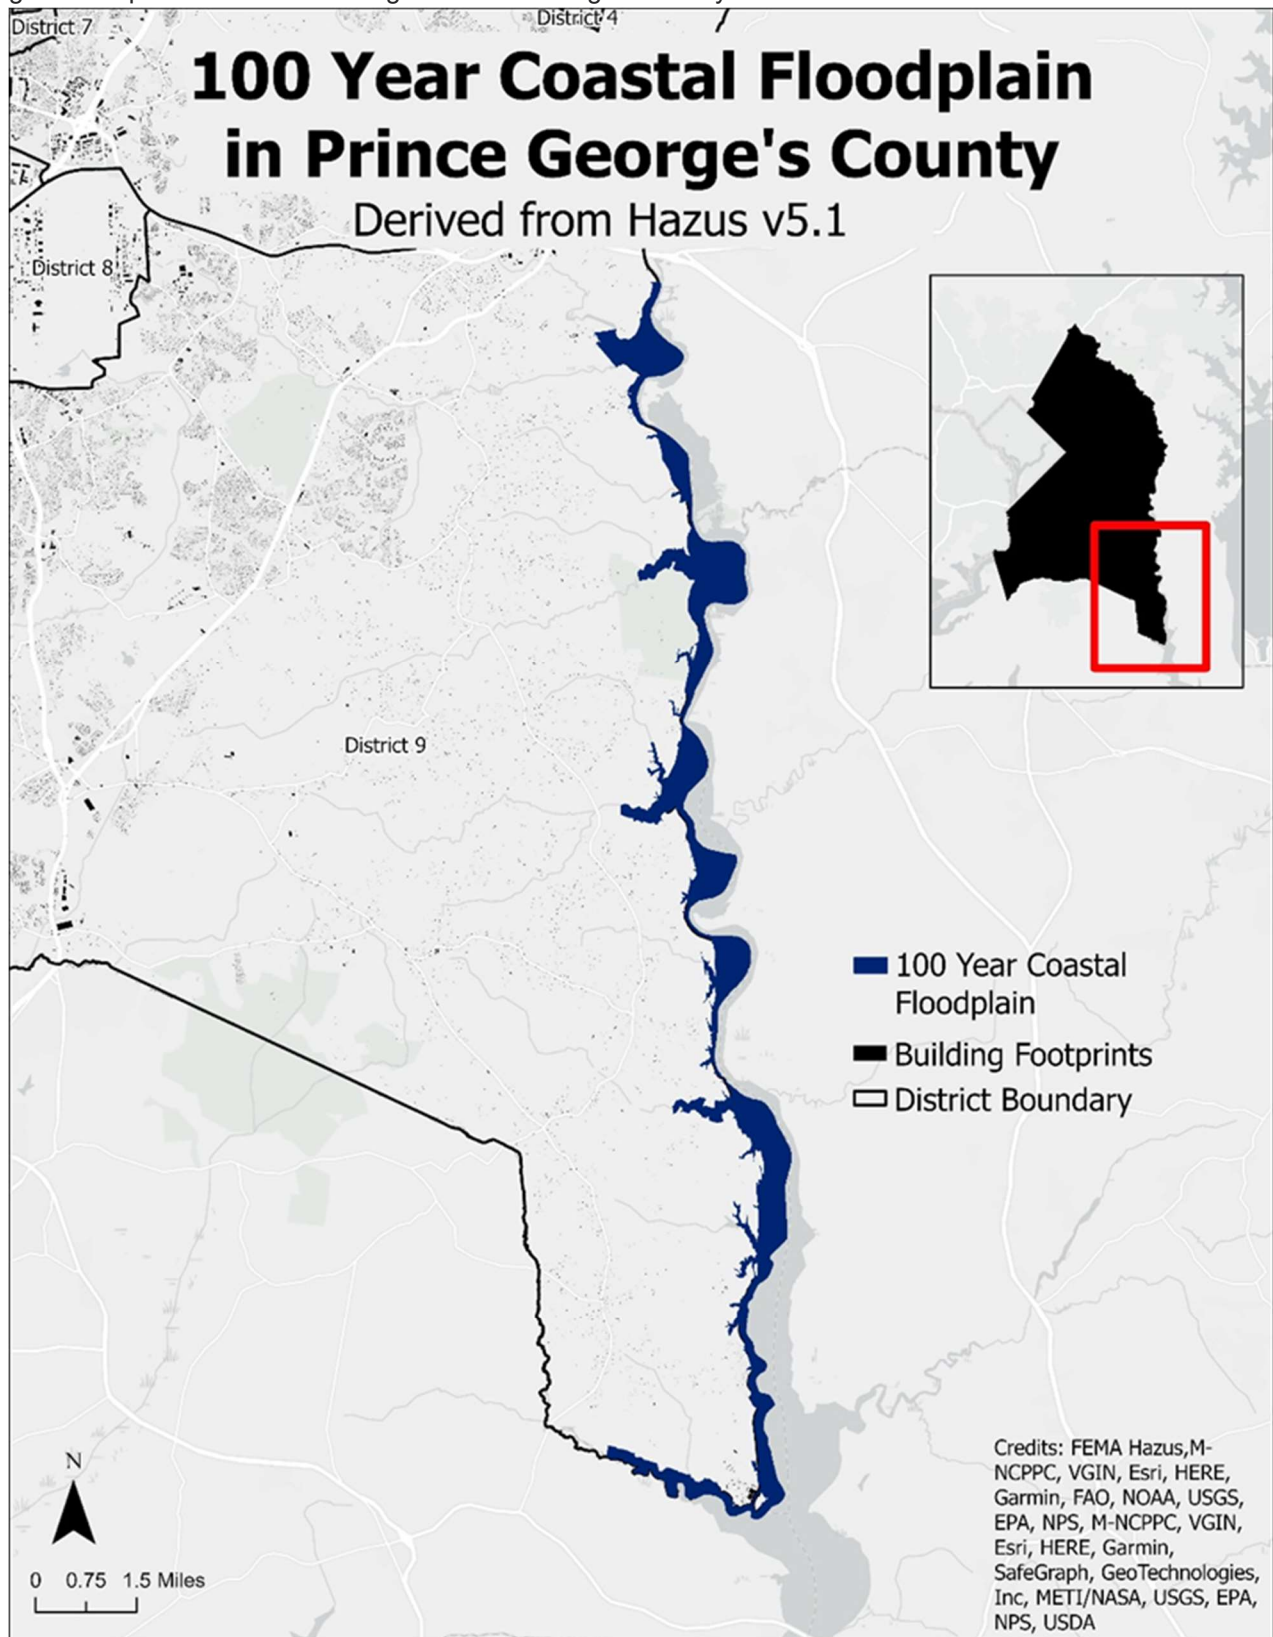 District 7
District 4
100 Year Coastal Floodplain
in Prince George's County
Derived from Hazus v5.1
District 8
District 9
100 Year Coastal
Floodplain
Building Footprints
District Boundary
N
0 0.75 1.5 Miles
Credits: FEMA Hazus,M-
NCPPC, VGIN, Esri, HERE,
Garmin, FAO, NOAA, USGS,
EPA, NPS, M-NCPPC, VGIN,
Esri, HERE, Garmin,
SafeGraph, GeoTechnologies,
Inc, METI/NASA, USGS, EPA,
NPS, USDA